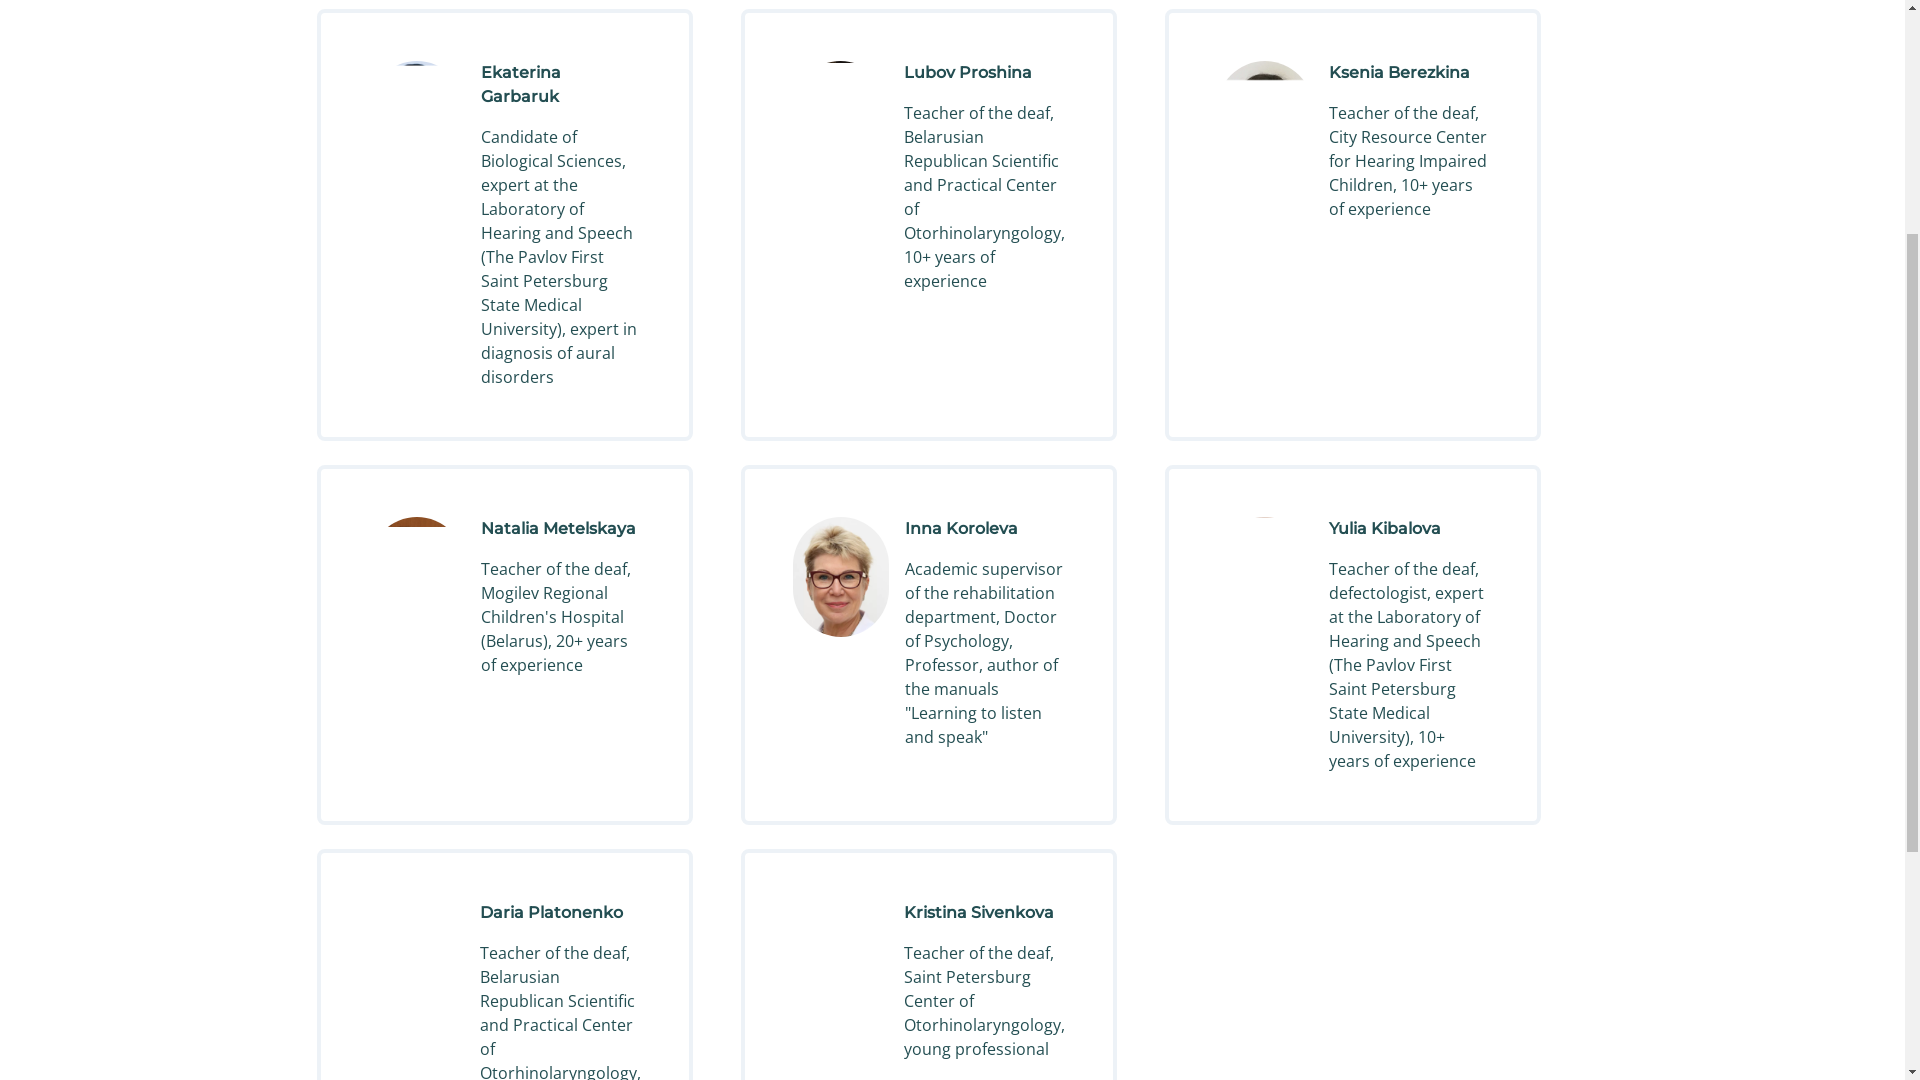 Ekaterina
Garbaruk
Candidate of
Biological Sciences,
expert at the
Laboratory of
Hearing and Speech
(The Pavlov First
Saint Petersburg
State Medical
University), expert in
diagnosis of aural
disorders
Lubov Proshina
Teacher of the deaf,
Belarusian
Republican Scientific
and Practical Center
of
Otorhinolaryngology,
10+ years of
experience
Ksenia Berezkina
Teacher of the deaf,
City Resource Center
for Hearing Impaired
Children, 10+ years
of experience
Natalia Metelskaya
Teacher of the deaf,
Mogilev Regional
Children's Hospital
(Belarus), 20+ years
of experience
Inna Koroleva
Academic supervisor
of the rehabilitation
department, Doctor
of Psychology,
Professor, author of
the manuals
"Learning to listen
and speak"
Yulia Kibalova
Teacher of the deaf,
defectologist, expert
at the Laboratory of
Hearing and Speech
(The Pavlov First
Saint Petersburg
State Medical
University), 10+
years of experience
Daria Platonenko
Teacher of the deaf,
Belarusian
Republican Scientific
and Practical Center
of
Otorhinolaryngology,
Kristina Sivenkova
Teacher of the deaf,
Saint Petersburg
Center of
Otorhinolaryngology,
young professional